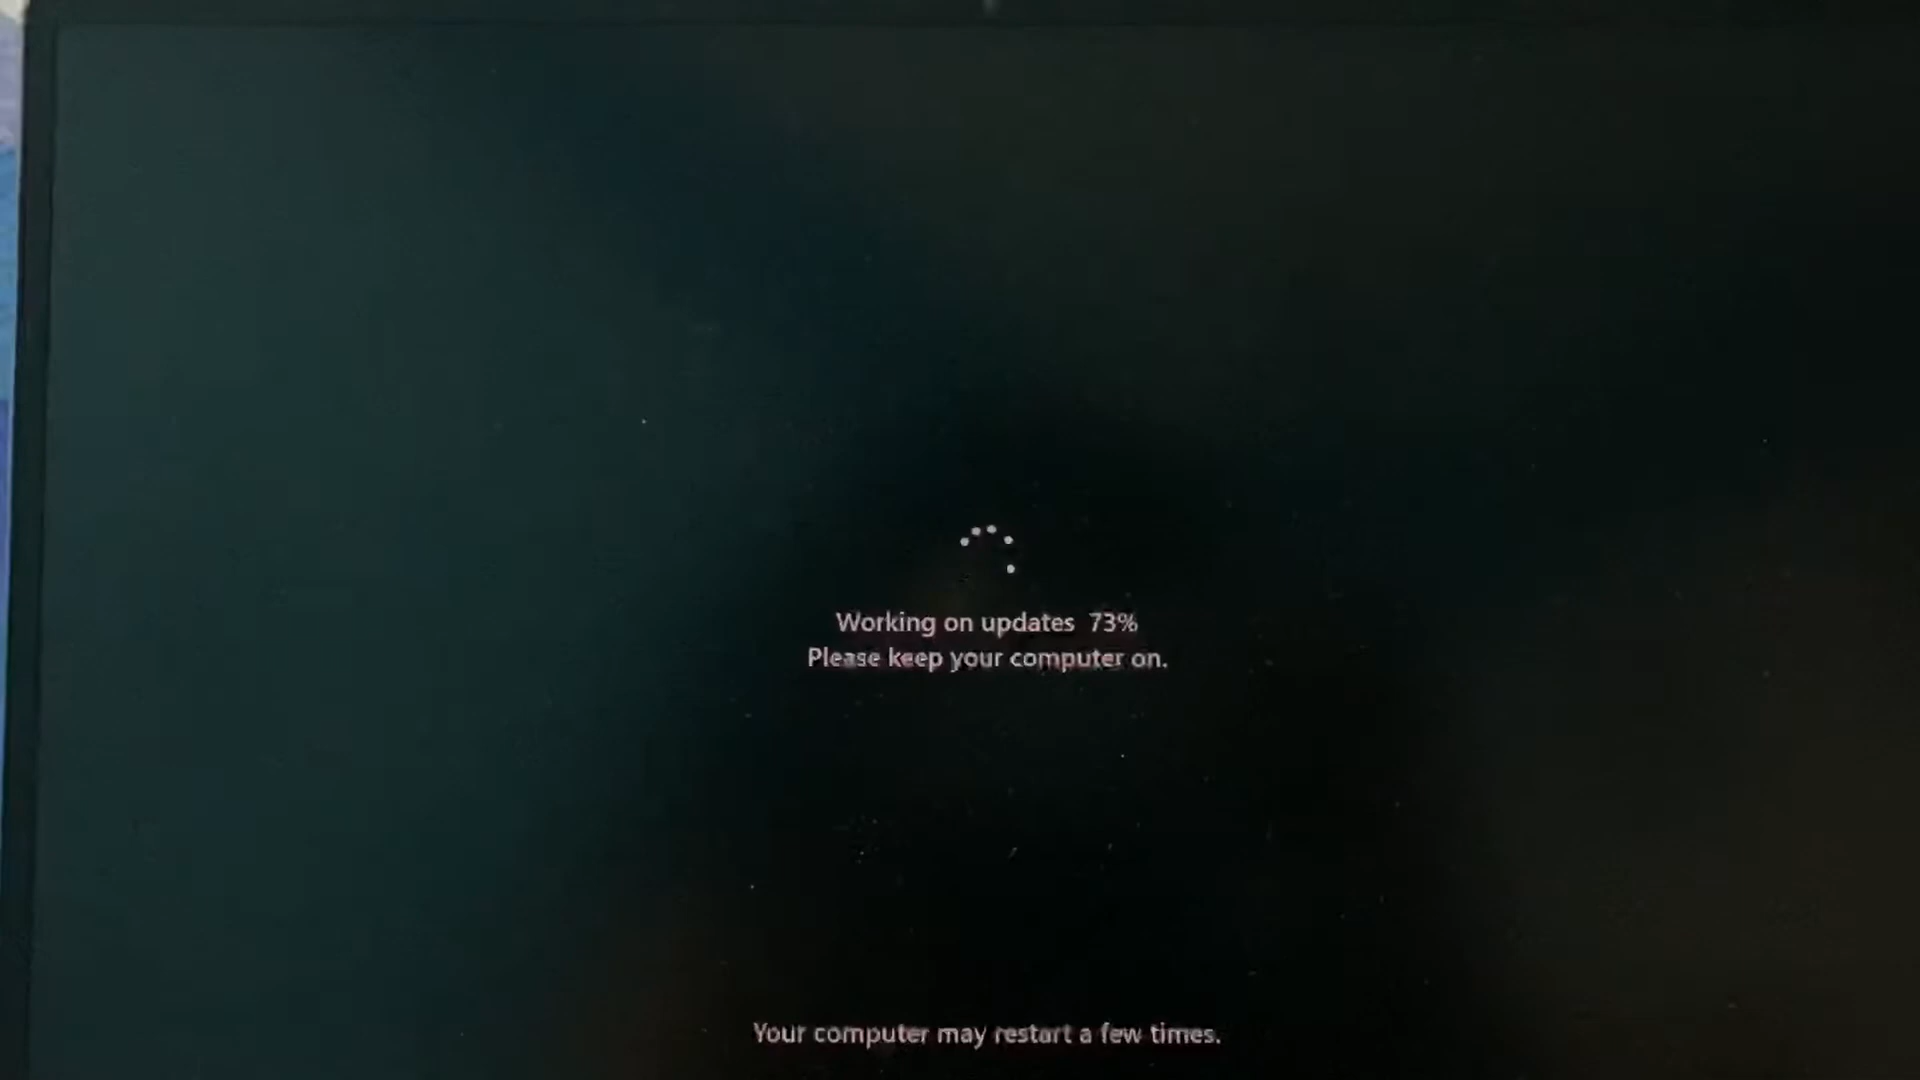 Working on updates 73%
Please keep your computer on.
Your computer may restart a few times.